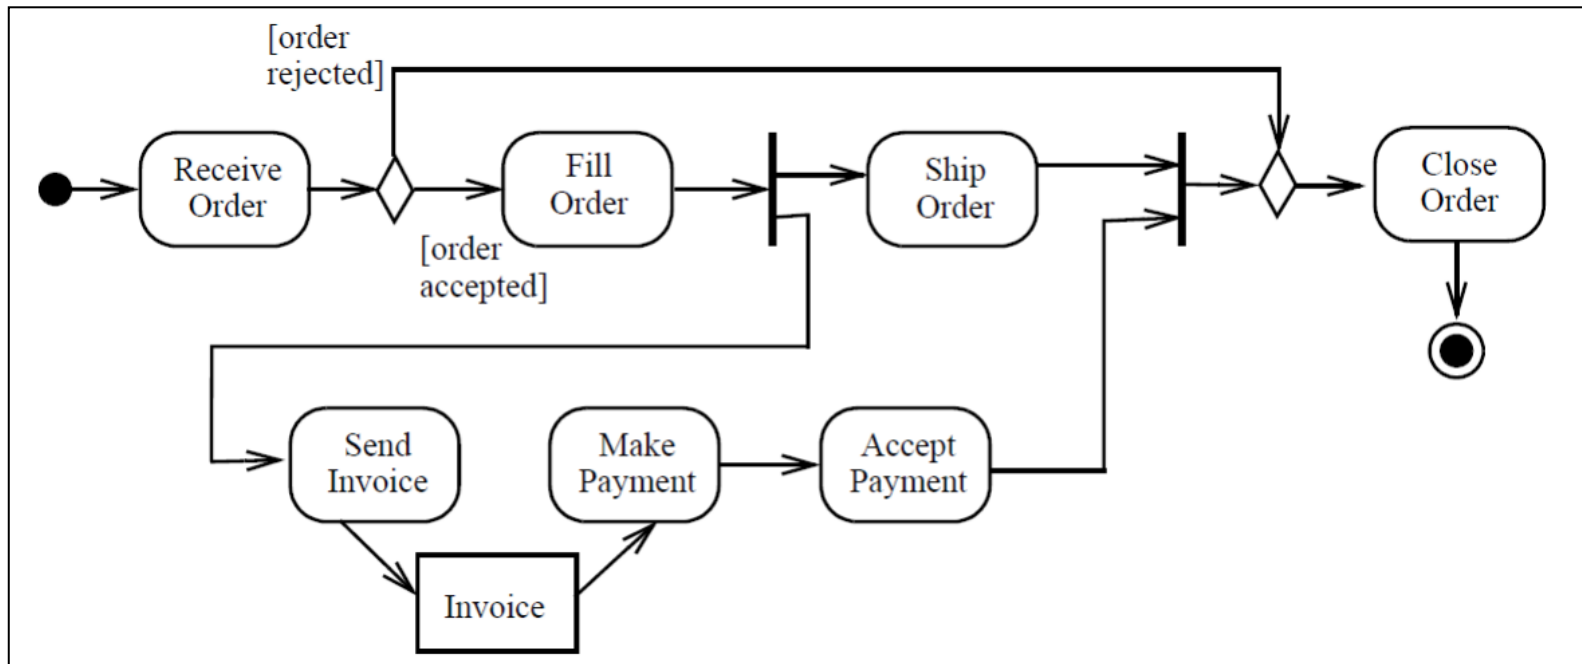 [order
rejected]
Receive
Order
Fill
Order
Ship
Order
Close
Order
[order
accepted]
Send
Invoice
Make
Payment
Accept
Payment
Invoice